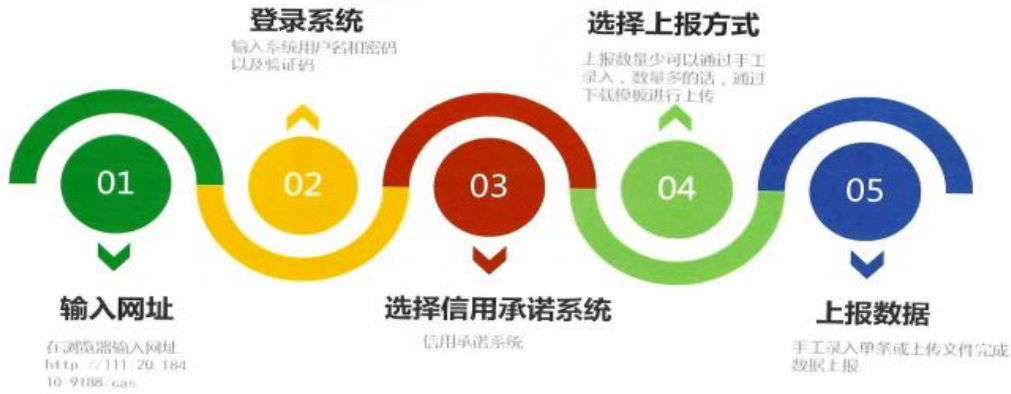 01
输入网址
在浏览器输入网址
http://111.20.184
10 9188/cas
02
登录系统
输入系统用户名和密码
以及验证码
03
选择信用承诺系统
信用承诺系统
04
选择上报方式
上报数量少可以通过手工
录入，数量多的话，通过
下载模板进行上传
05
上报数据
手工录入单条或上传文件完成
数据上报